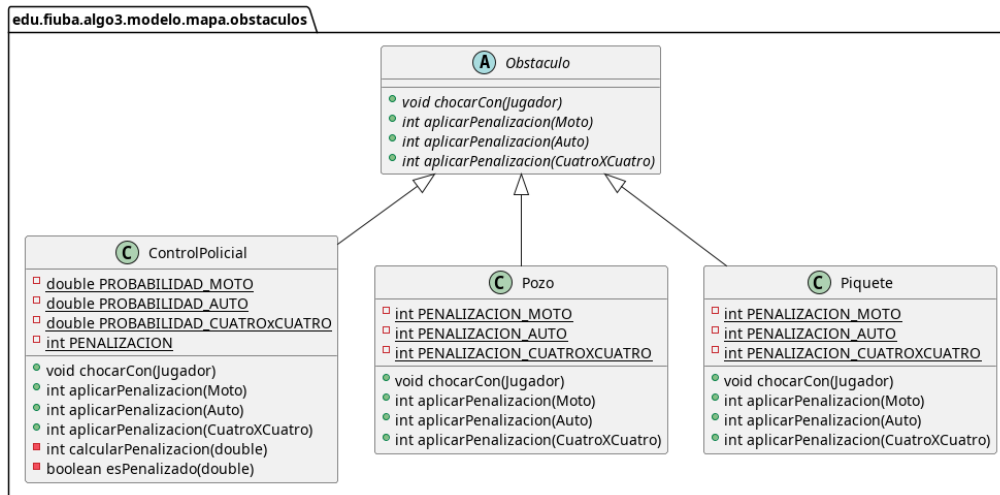 edu.fiuba.algo3.modelo.mapa.obstaculos
A Obstaculo
void chocarCon(Jugador)
int aplicarPenalizacion(Moto)
int aplicarPenalizacion(Auto)
int aplicarPenalizacion(CuatroXCuatro)
C ControlPolicial
double PROBABILIDAD_MOTO
double PROBABILIDAD_AUTO
double PROBABILIDAD_CUATROxCUATRO
int PENALIZACION
void chocarCon(Jugador)
int aplicarPenalizacion(Moto)
int aplicarPenalizacion(Auto)
int aplicarPenalizacion(CuatroXCuatro)
int calcularPenalizacion(double)
boolean esPenalizado(double)
C Pozo
int PENALIZACION_MOTO
int PENALIZACION_AUTO
int PENALIZACION_CUATROXCUATRO
void chocarCon(Jugador)
int aplicarPenalizacion(Moto)
int aplicarPenalizacion(Auto)
int aplicarPenalizacion(CuatroXCuatro)
C Piquete
int PENALIZACION_MOTO
int PENALIZACION_AUTO
int PENALIZACION_CUATROXCUATRO
void chocarCon(Jugador)
int aplicarPenalizacion(Moto)
int aplicarPenalizacion(Auto)
int aplicarPenalizacion(CuatroXCuatro)